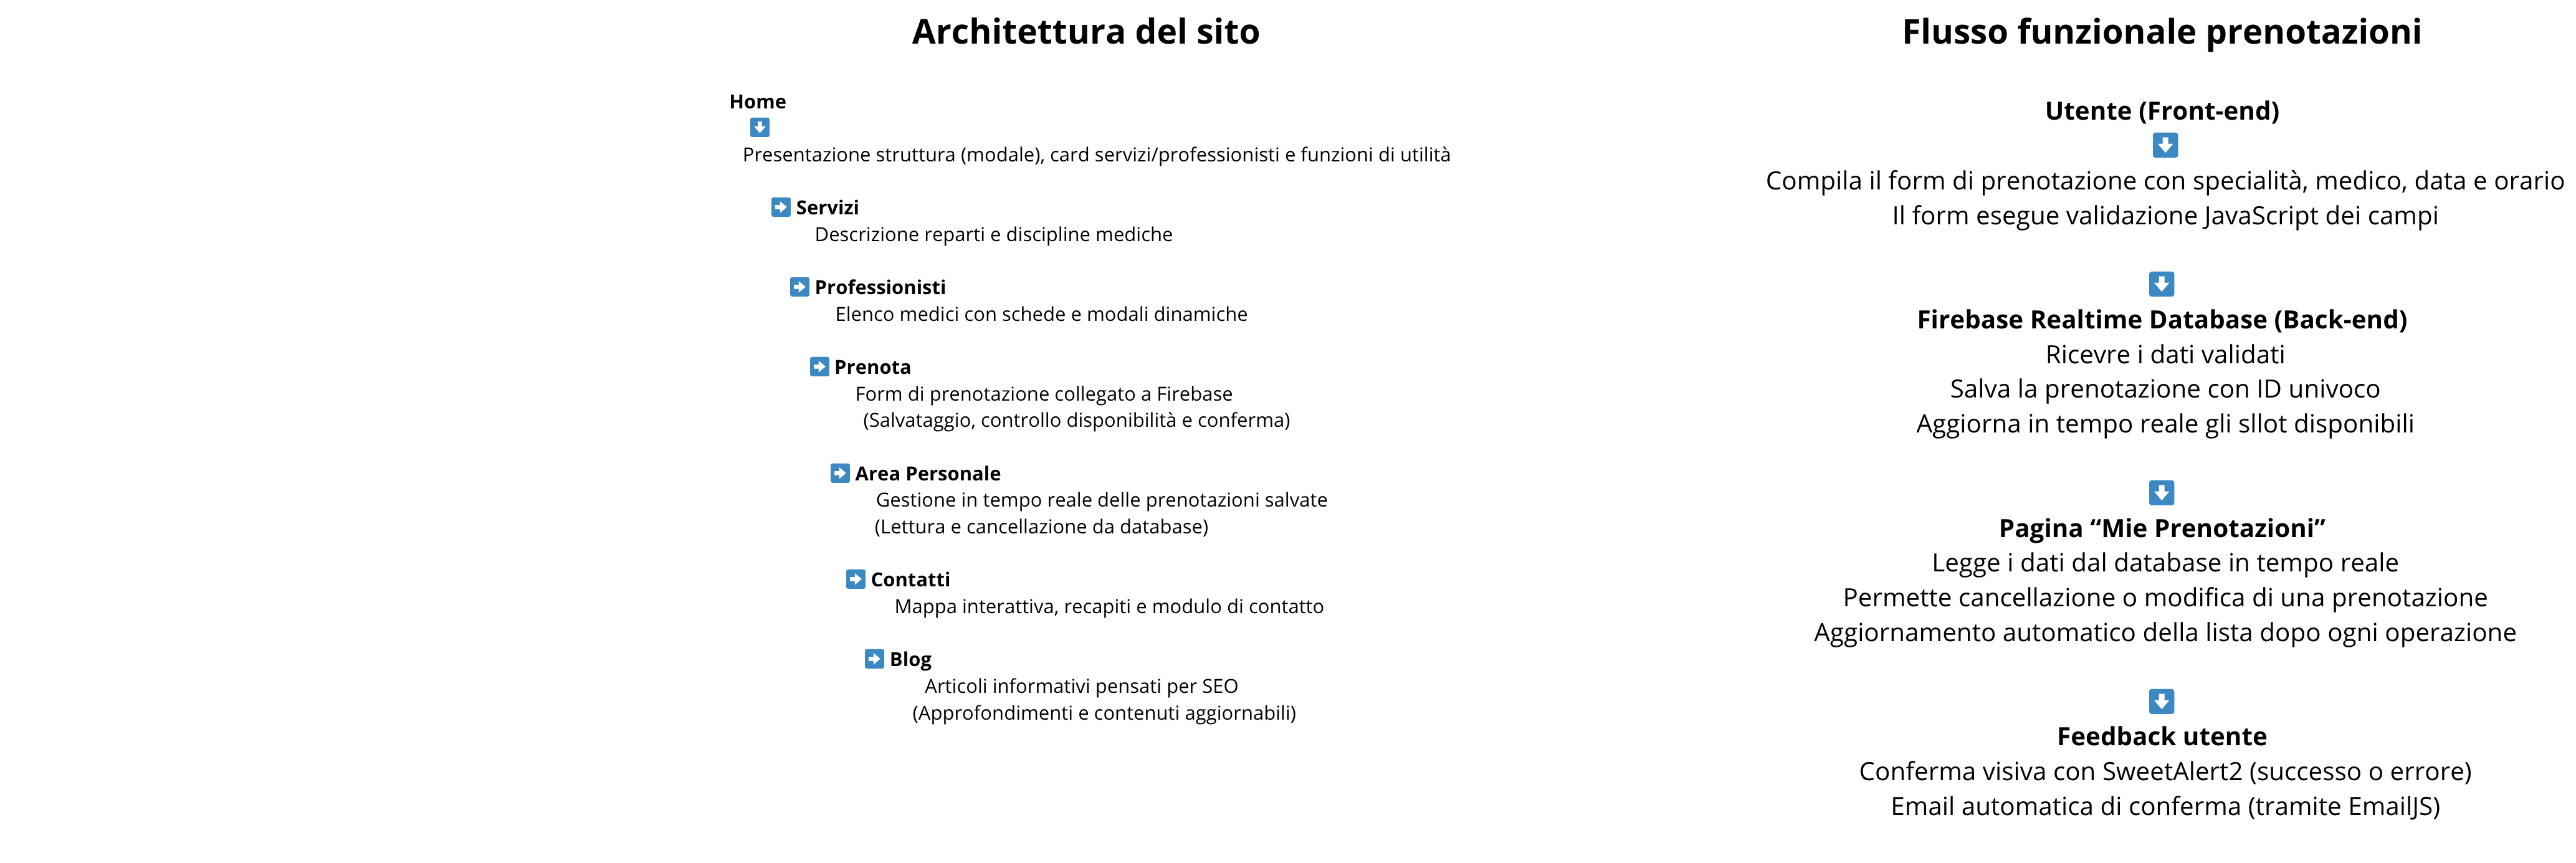 Architettura del sito
Home
Presentazione struttura (modale), card servizi/professionisti e funzioni di utilità
Servizi
Descrizione reparti e discipline mediche
Professionisti
Elenco medici con schede e modali dinamiche
Prenota
Form di prenotazione collegato a Firebase
(Salvataggio, controllo disponibilità e conferma)
Area Personale
Gestione in tempo reale delle prenotazioni salvate
(Lettura e cancellazione da database)
Contatti
Mappa interattiva, recapiti e modulo di contatto
Blog
Articoli informativi pensati per SEO
(Approfondimenti e contenuti aggiornabili)
Flusso funzionale prenotazioni
Utente (Front-end)
Compila il form di prenotazione con specialità, medico, data e orario
Il form esegue validazione JavaScript dei campi
Firebase Realtime Database (Back-end)
Ricevre i dati validati
Salva la prenotazione con ID univoco
Aggiorna in tempo reale gli sllot disponibili
Pagina “Mie Prenotazioni”
Legge i dati dal database in tempo reale
Permette cancellazione o modifica di una prenotazione
Aggiornamento automatico della lista dopo ogni operazione
Feedback utente
Conferma visiva con SweetAlert2 (successo o errore)
Email automatica di conferma (tramite EmailJS)